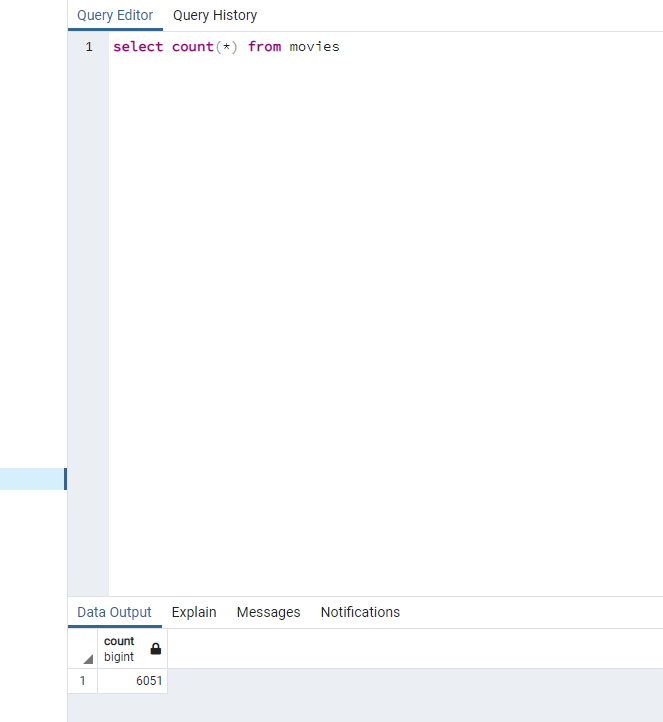 Query Editor Query History
1 select count(*) from movies
Data Output Explain Messages Notifications
count
bigint
1 6051